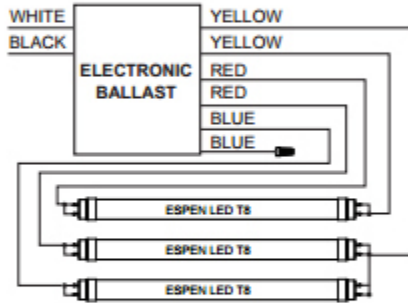 WHITE
BLACK
ELECTRONIC
BALLAST
YELLOW
YELLOW
RED
RED
BLUE
BLUE
ESPEN LED T8
ESPEN LED T8
ESPEN LED T8